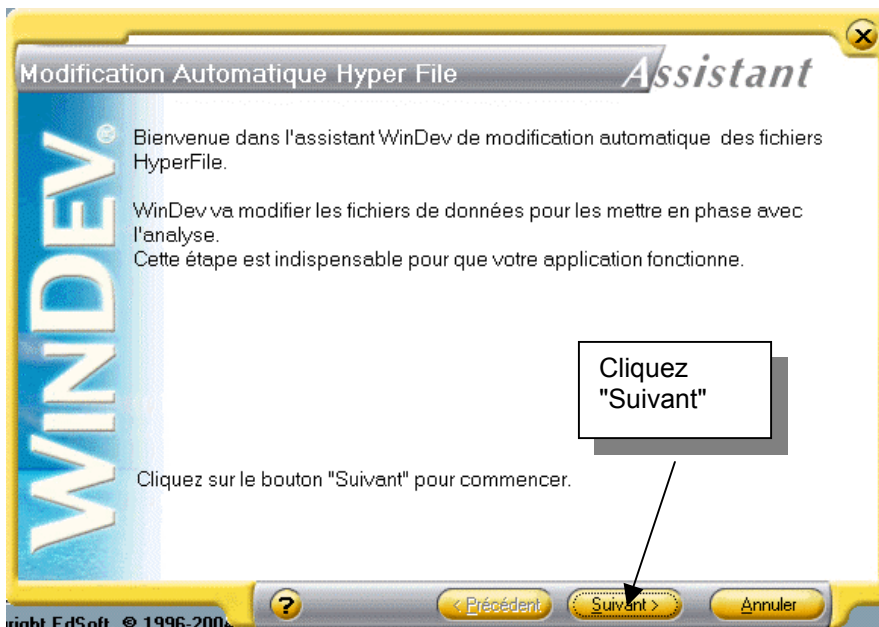 Modification Automatique Hyper File
Assistant
WINDEV®
Bienvenue dans l'assistant WinDev de modification automatique des fichiers
HyperFile.
WinDev va modifier les fichiers de données pour les mettre en phase avec
l'analyse.
Cette étape est indispensable pour que votre application fonctionne.
Cliquez
"Suivant"
Cliquez sur le bouton "Suivant" pour commencer.
?
< Précédent
Suivant >
Annuler
EdSoft © 1996-200